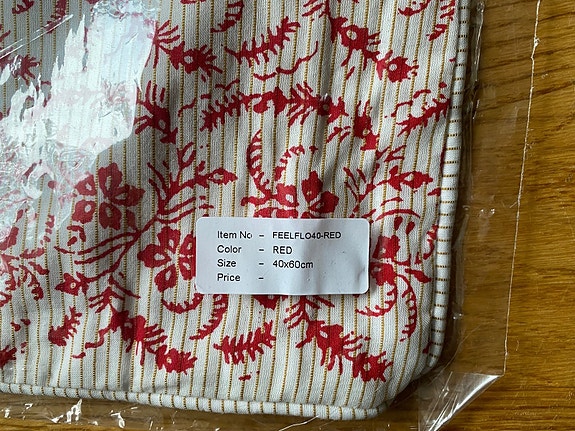 Item No - FEELFLO40-RED
Color - RED
Size - 40x60cm
Price -